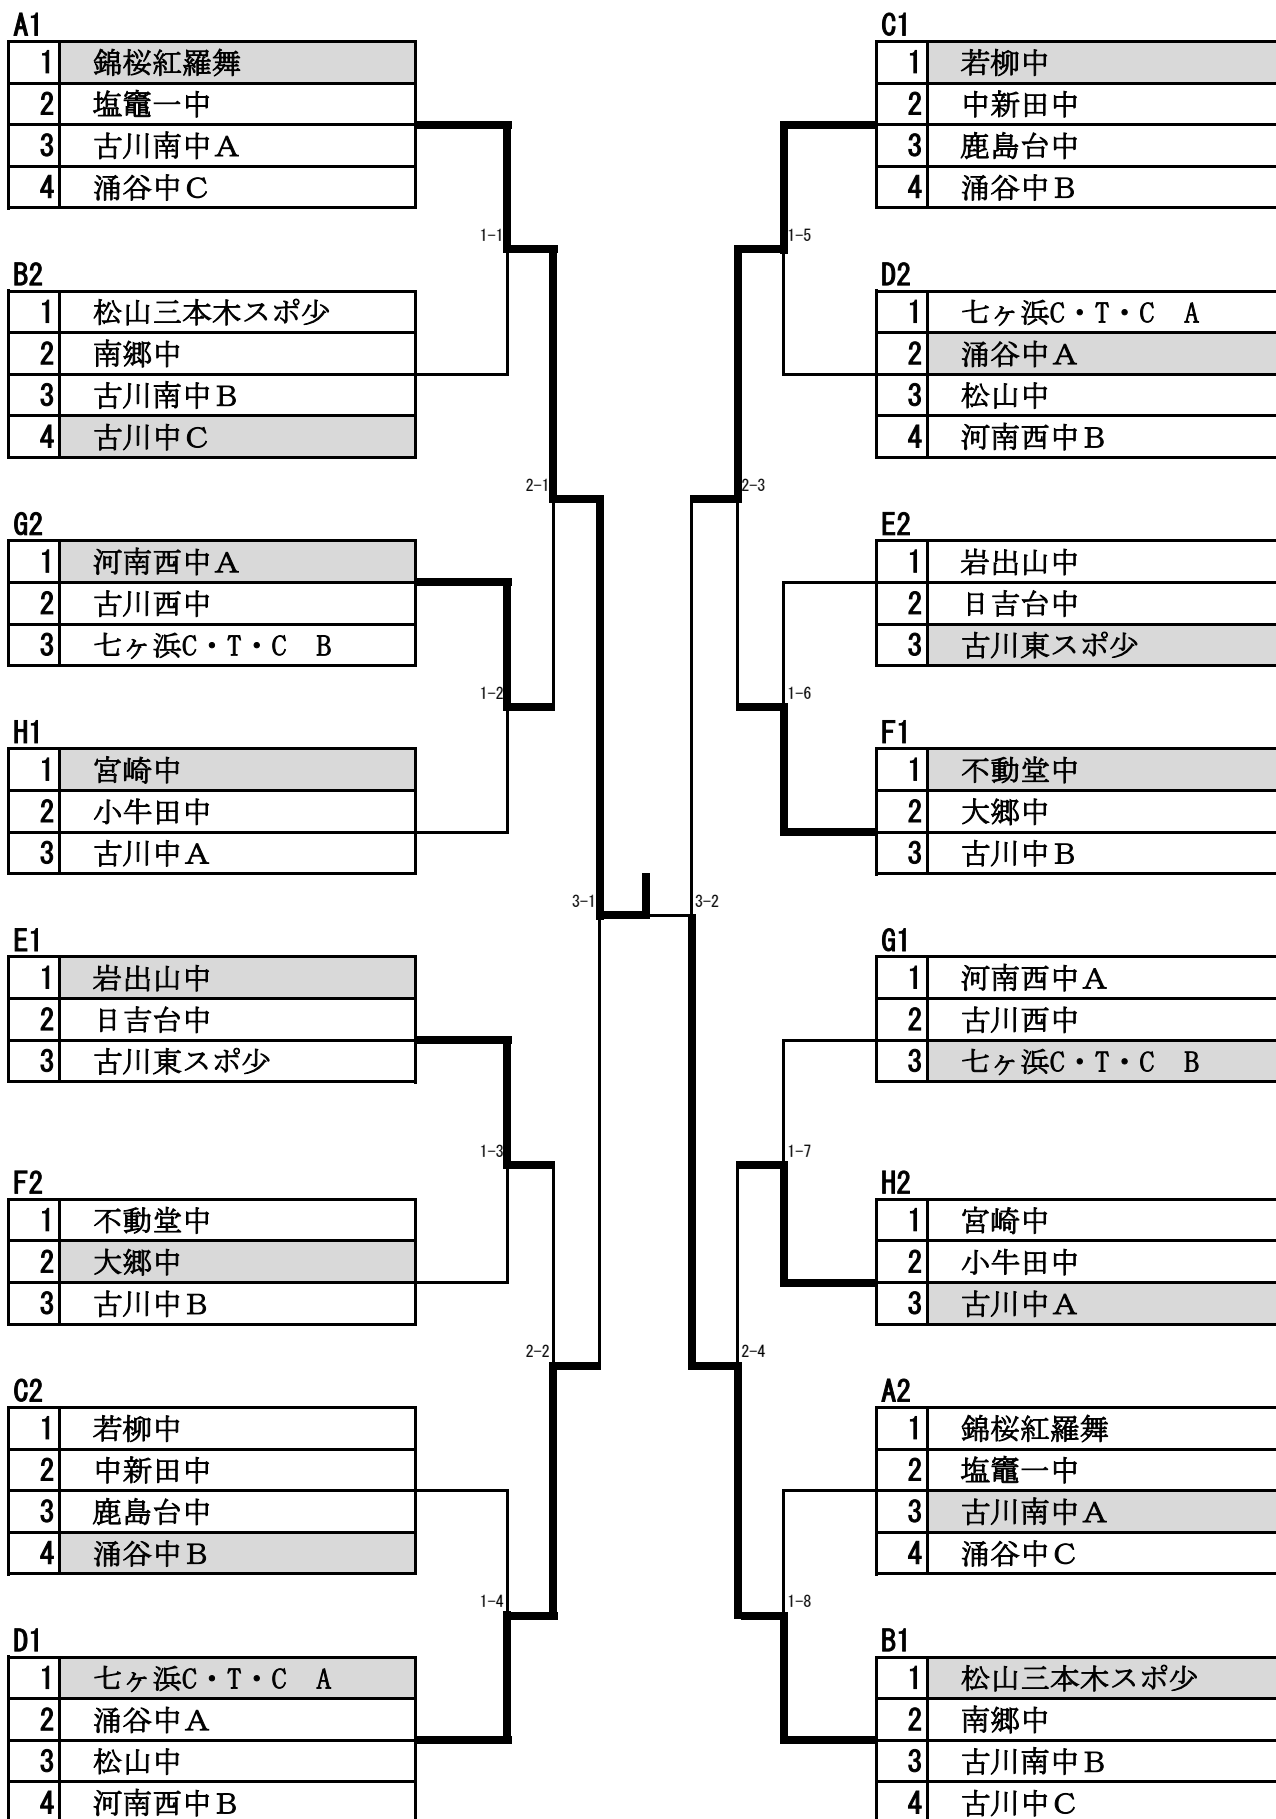 A1
1 錦桜紅羅舞
2 塩竈一中
3 古川南中A
4 涌谷中C
1-1
B2
1 松山三本木スポ少
2 南郷中
3 古川南中B
4 古川中C
2-1
G2
1 河南西中A
2 古川西中
3 七ヶ浜C・T・C B
1-2
H1
1 宮崎中
2 小牛田中
3 古川中A
3-1
E1
1 岩出山中
2 日吉台中
3 古川東スポ少
1-3
F2
1 不動堂中
2 大郷中
3 古川中B
2-2
C2
1 若柳中
2 中新田中
3 鹿島台中
4 涌谷中B
1-4
D1
1 七ヶ浜C・T・C A
2 涌谷中A
3 松山中
4 河南西中B
C1
1 若柳中
2 中新田中
3 鹿島台中
4 涌谷中B
1-5
D2
1 七ヶ浜C・T・C A
2 涌谷中A
3 松山中
4 河南西中B
2-3
E2
1 岩出山中
2 日吉台中
3 古川東スポ少
1-6
F1
1 不動堂中
2 大郷中
3 古川中B
3-2
G1
1 河南西中A
2 古川西中
3 七ヶ浜C・T・C B
1-7
H2
1 宮崎中
2 小牛田中
3 古川中A
2-4
A2
1 錦桜紅羅舞
2 塩竈一中
3 古川南中A
4 涌谷中C
1-8
B1
1 松山三本木スポ少
2 南郷中
3 古川南中B
4 古川中C